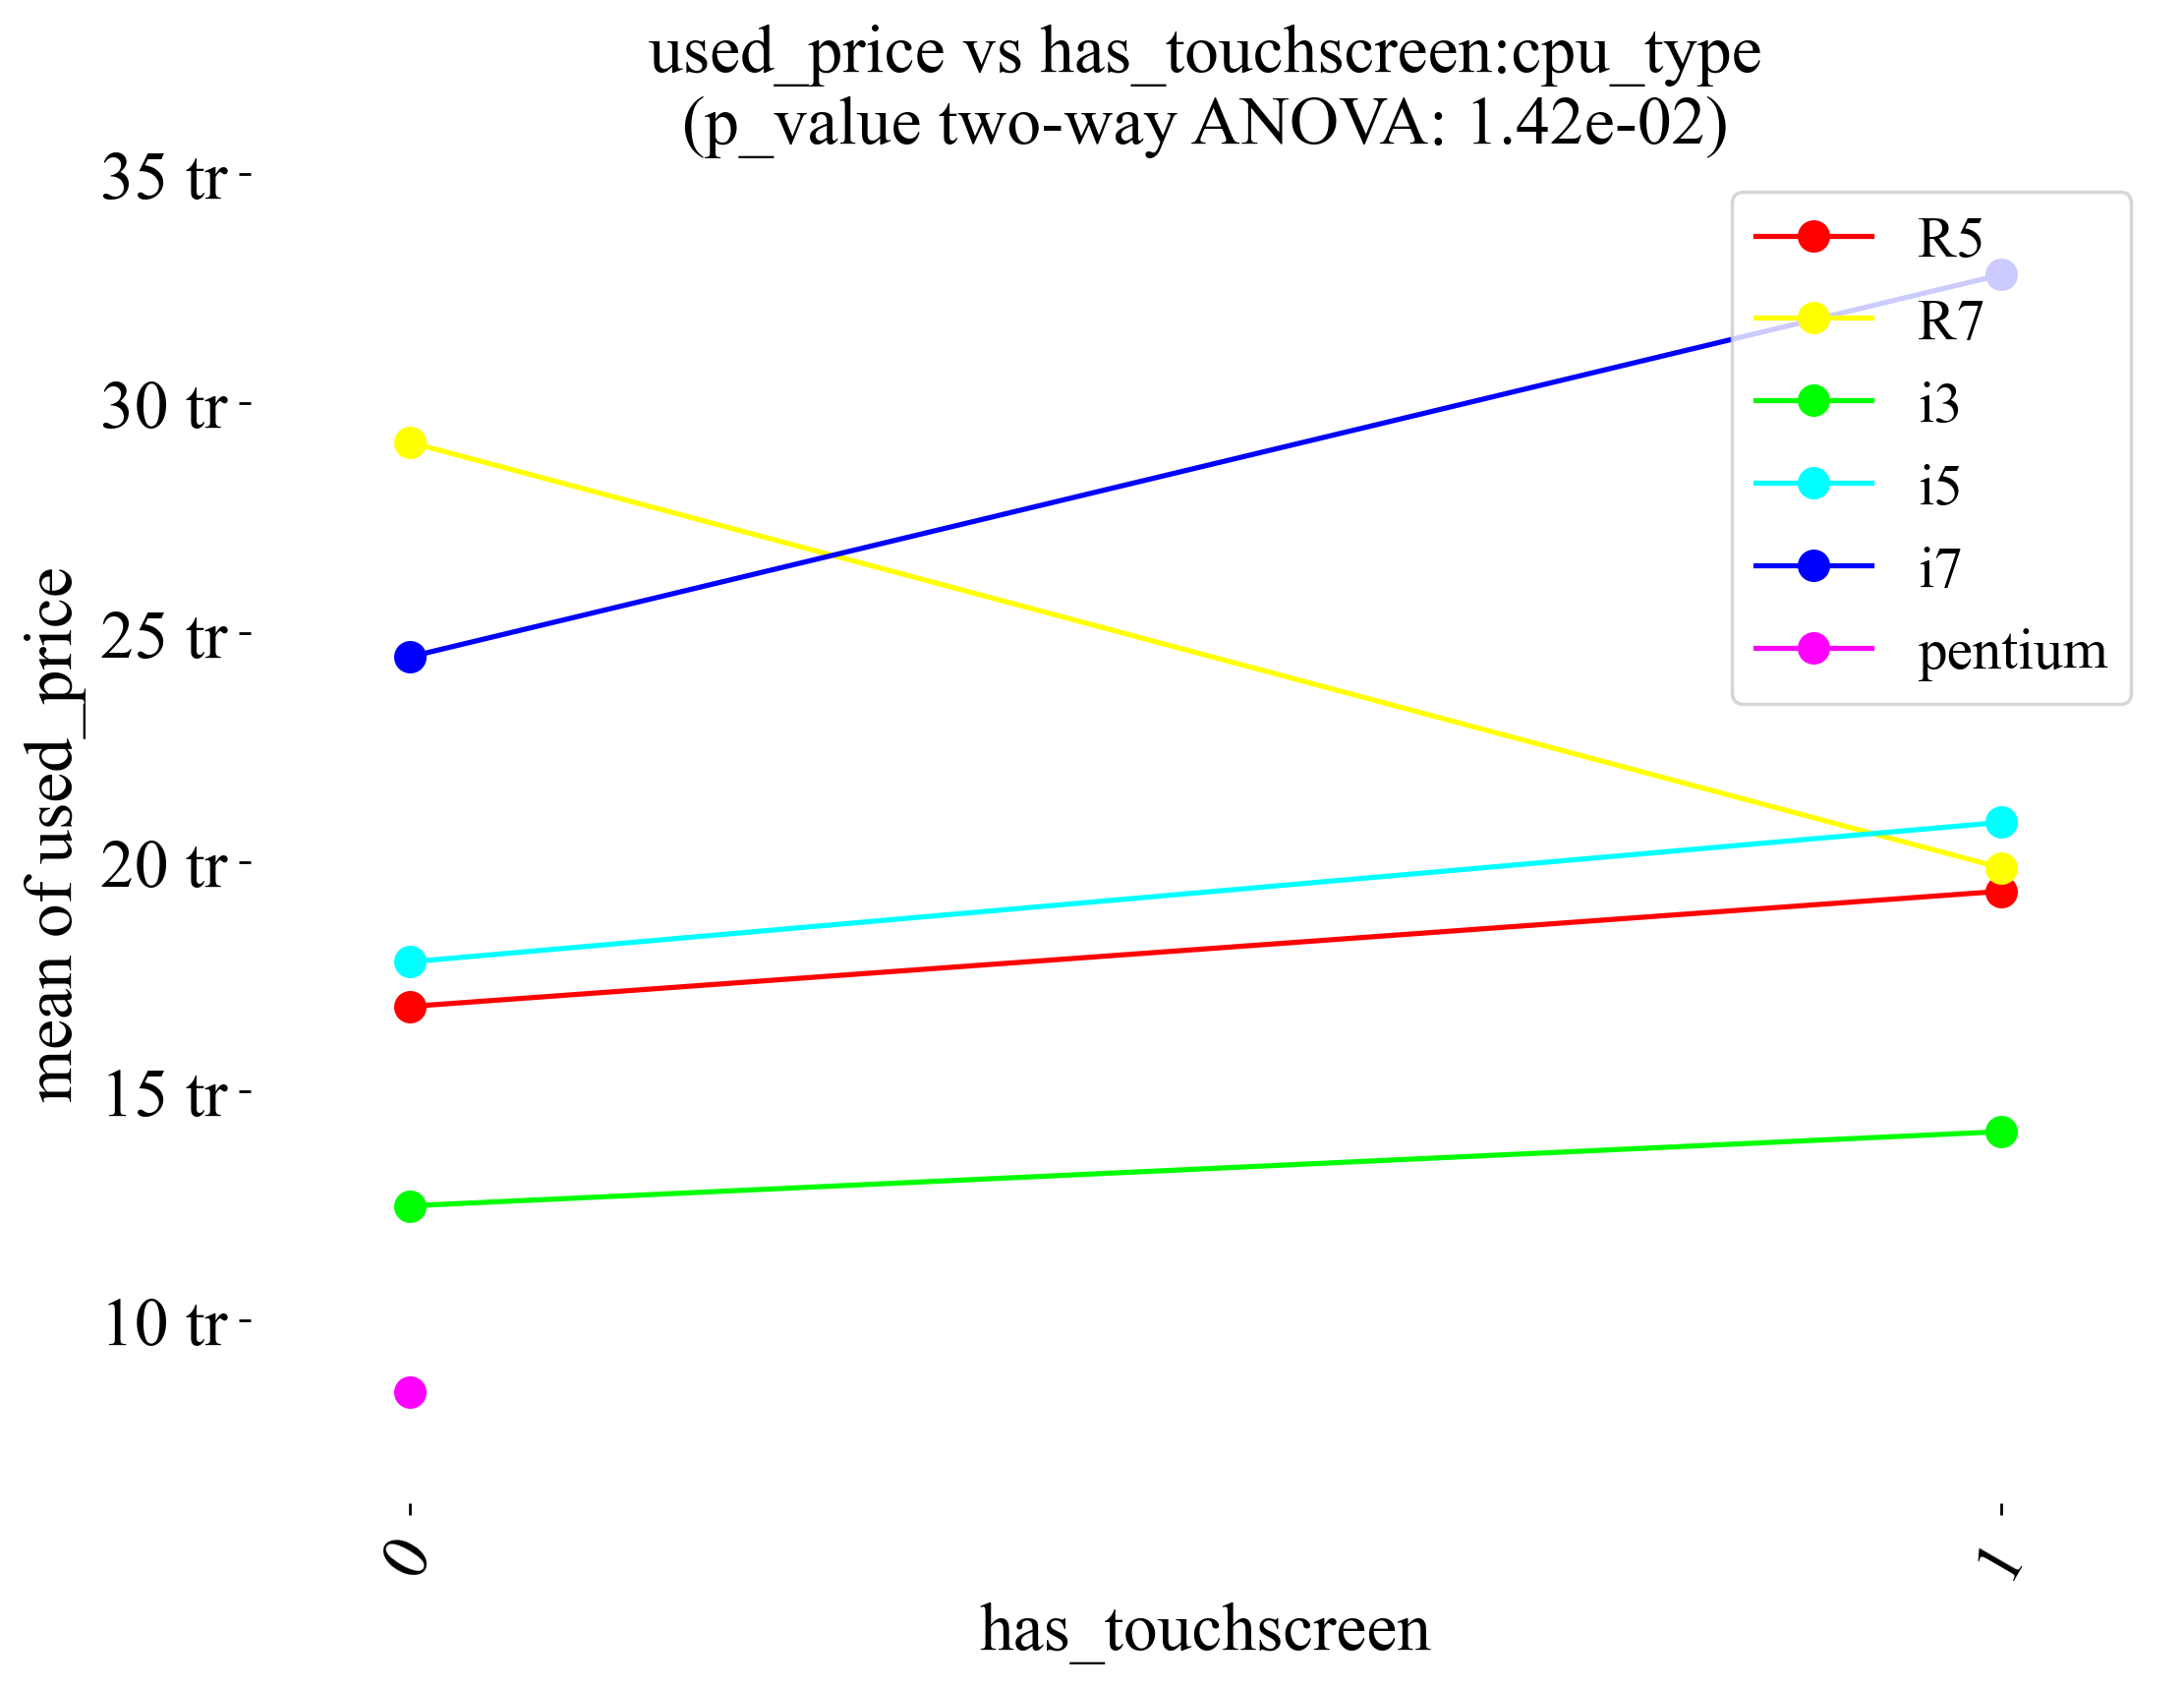 used_price vs has_touchscreen:cpu_type
(p_value two-way ANOVA: 1.42e-02)
35 tr
30 tr
25 tr
20 tr
15 tr
10 tr
mean of used_price
R5
R7
i3
i5
i7
pentium
0
1
has_touchscreen